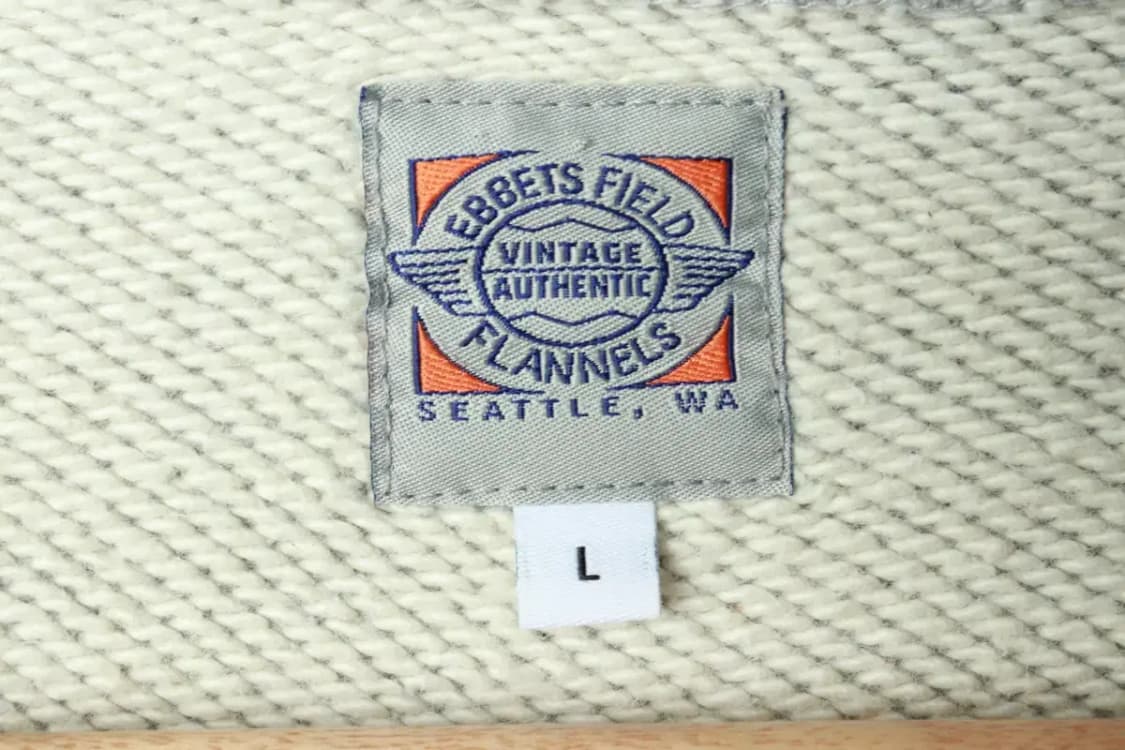 EBBETS FIELD
VINTAGE
AUTHENTIC
FLANNELS
SEATTLE, WA
L